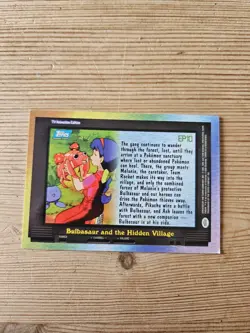 TV Animation Edition
Topps
EP10
The gang continues to wander
through the forest, lost, until they
arrive at a Pokémon sanctuary
where lost or abandoned Pokémon
can heal. There, the group meets
Melanie, the caretaker. Team
Rocket makes its way into the
village, and only the combined
forces of Melanie's protective
Bulbasaur and our heroes can
drive the Pokémon thieves away.
Afterwards, Pikachu wins a battle
with Bulbasaur, and Ash leaves the
forest with a new companion —
Bulbasaur is at his side.
Bulbasaur and the Hidden Village